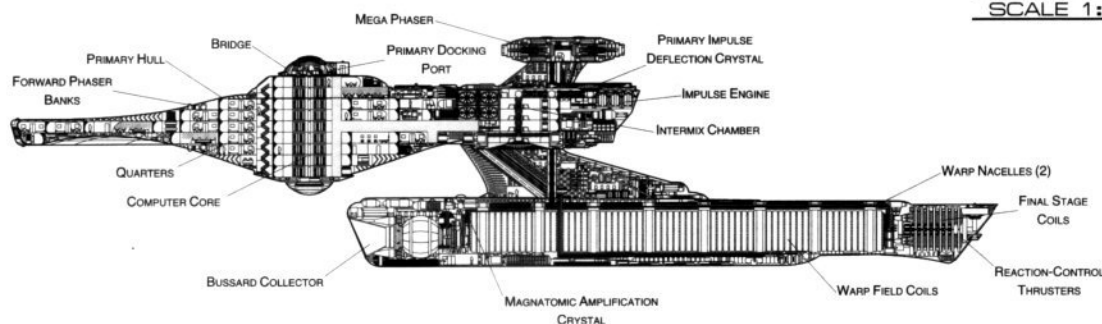 SCALE 1:
MEGA PHASER
BRIDGE
PRIMARY DOCKING
PORT
PRIMARY IMPULSE
DEFLECTION CRYSTAL
PRIMARY HULL
FORWARD PHASER
BANKS
IMPULSE ENGINE
INTERMIX CHAMBER
QUARTERS
COMPUTER CORE
WARP NACELLES (2)
FINAL STAGE
COILS
BUSSARD COLLECTOR
MAGNATOMIC AMPLIFICATION
CRYSTAL
WARP FIELD COILS
REACTION-CONTROL
THRUSTERS